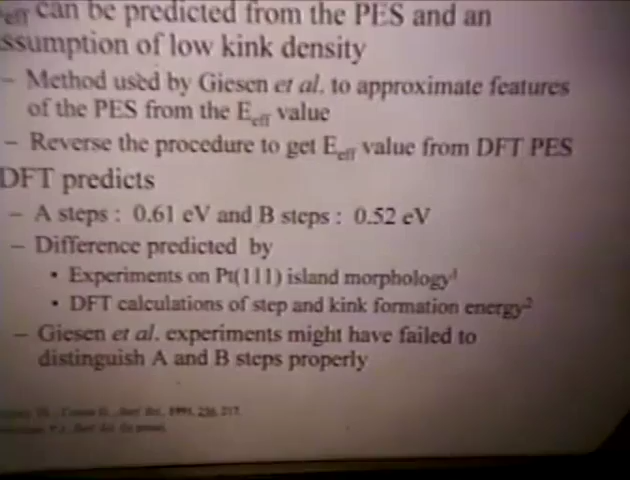 eff can be predicted from the PES and an
ssumption of low kink density
– Method used by Giesen et al. to approximate features
of the PES from the Eeff value
– Reverse the procedure to get Eeff value from DFT PES
DFT predicts
– A steps : 0.61 eV and B steps : 0.52 eV
– Difference predicted by
• Experiments on Pt(111) island morphology1
• DFT calculations of step and kink formation energy2
– Giesen et al. experiments might have failed to
distinguish A and B steps properly